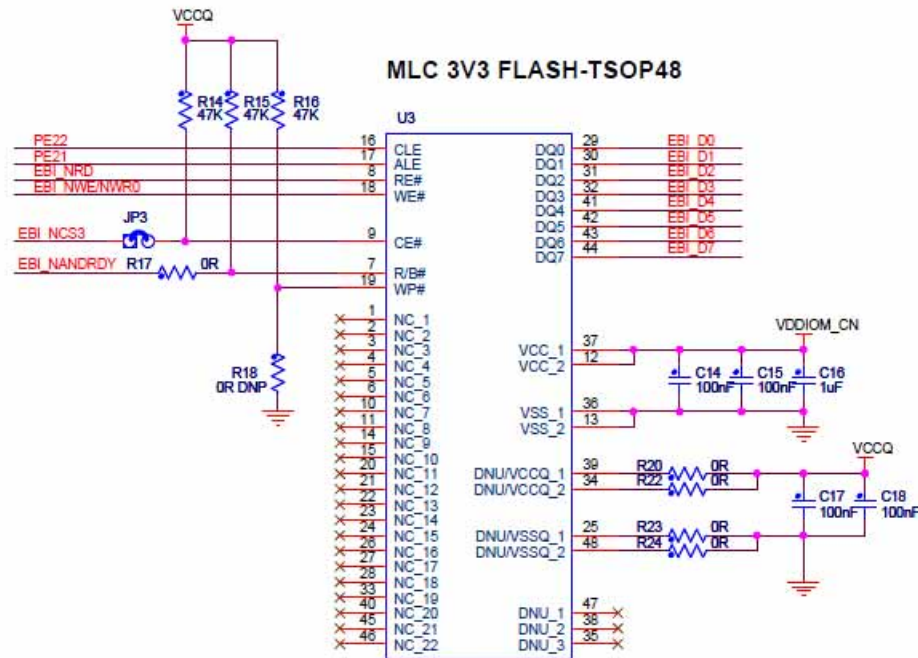 VCCQ
MLC 3V3 FLASH-TSOP48
R14 R15 R16
47K 47K 47K
U3
PE22 16 CLE DQ0 29 EBI_D0
PE21 17 ALE DQ1 30 EBI_D1
EBI_NRD 8 RE# DQ2 31 EBI_D2
EBI_NWE/NWR0 18 WE# DQ3 32 EBI_D3
DQ4 41 EBI_D4
JP3 DQ5 42 EBI_D5
EBI_NCS3 9 CE# DQ6 43 EBI_D6
DQ7 44 EBI_D7
EBI_NANDRDY R17 0R 7 R/B#
19 WP#
1 NC_1
2 NC_2
VDDIOM_CN
3 NC_3 VCC_1 37
4 NC_4 VCC_2 12
R18 5 NC_5 C14 C15 C16
0R DNP 6 NC_6 100nF 100nF 1uF
10 NC_7 VSS_1 36
11 NC_8 VSS_2 13
14 NC_9
15 NC_10
VCCQ
20 NC_11 DNU/VCCQ_1 39 R20 0R
21 NC_12 DNU/VCCQ_2 34 R22 0R
22 NC_13 C17 C18
23 NC_14 100nF 100nF
24 NC_15 DNU/VSSQ_1 25 R23 0R
26 NC_16 DNU/VSSQ_2 48 R24 0R
27 NC_17
28 NC_18
33 NC_19
40 NC_20 DNU_1 47
45 NC_21 DNU_2 38
46 NC_22 DNU_3 35